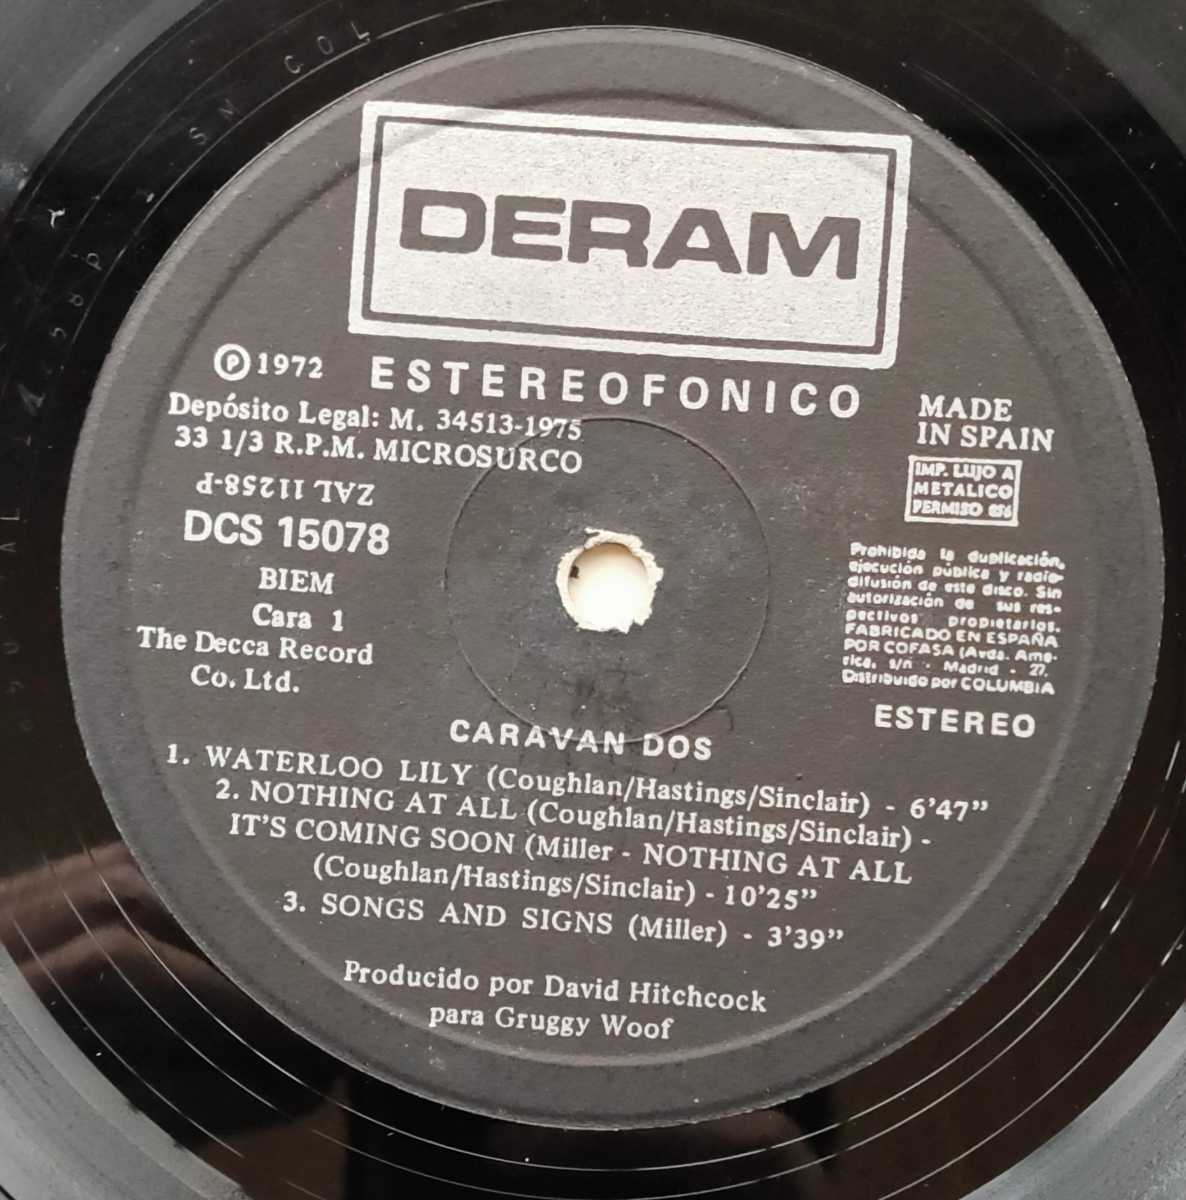 DERAM
Ⓟ 1972
ESTEREOFONICO
Depósito Legal: M. 34513-1975
33 1/3 R.P.M. MICROSURCO
ZAL 11258-P
DCS 15078
BIEM
Cara 1
The Decca Record
Co. Ltd.
MADE
IN SPAIN
IMP. LUJO A
METALICO
PERMISO 856
Prohibida la duplicación,
ejecución pública y radio-
difusión de este disco. Sin
autorización de sus res-
pectivos propietarios.
FABRICADO EN ESPAÑA
POR COFASA (Avda. Ame-
rica, s/n - Madrid - 27.
Distribuido por COLUMBIA
ESTEREO
CARAVAN DOS
1. WATERLOO LILY (Coughlan/Hastings/Sinclair) - 6'47"
2. NOTHING AT ALL (Coughlan/Hastings/Sinclair) -
IT'S COMING SOON (Miller - NOTHING AT ALL
(Coughlan/Hastings/Sinclair) - 10'25"
3. SONGS AND SIGNS (Miller) - 3'39"
Producido por David Hitchcock
para Gruggy Woof